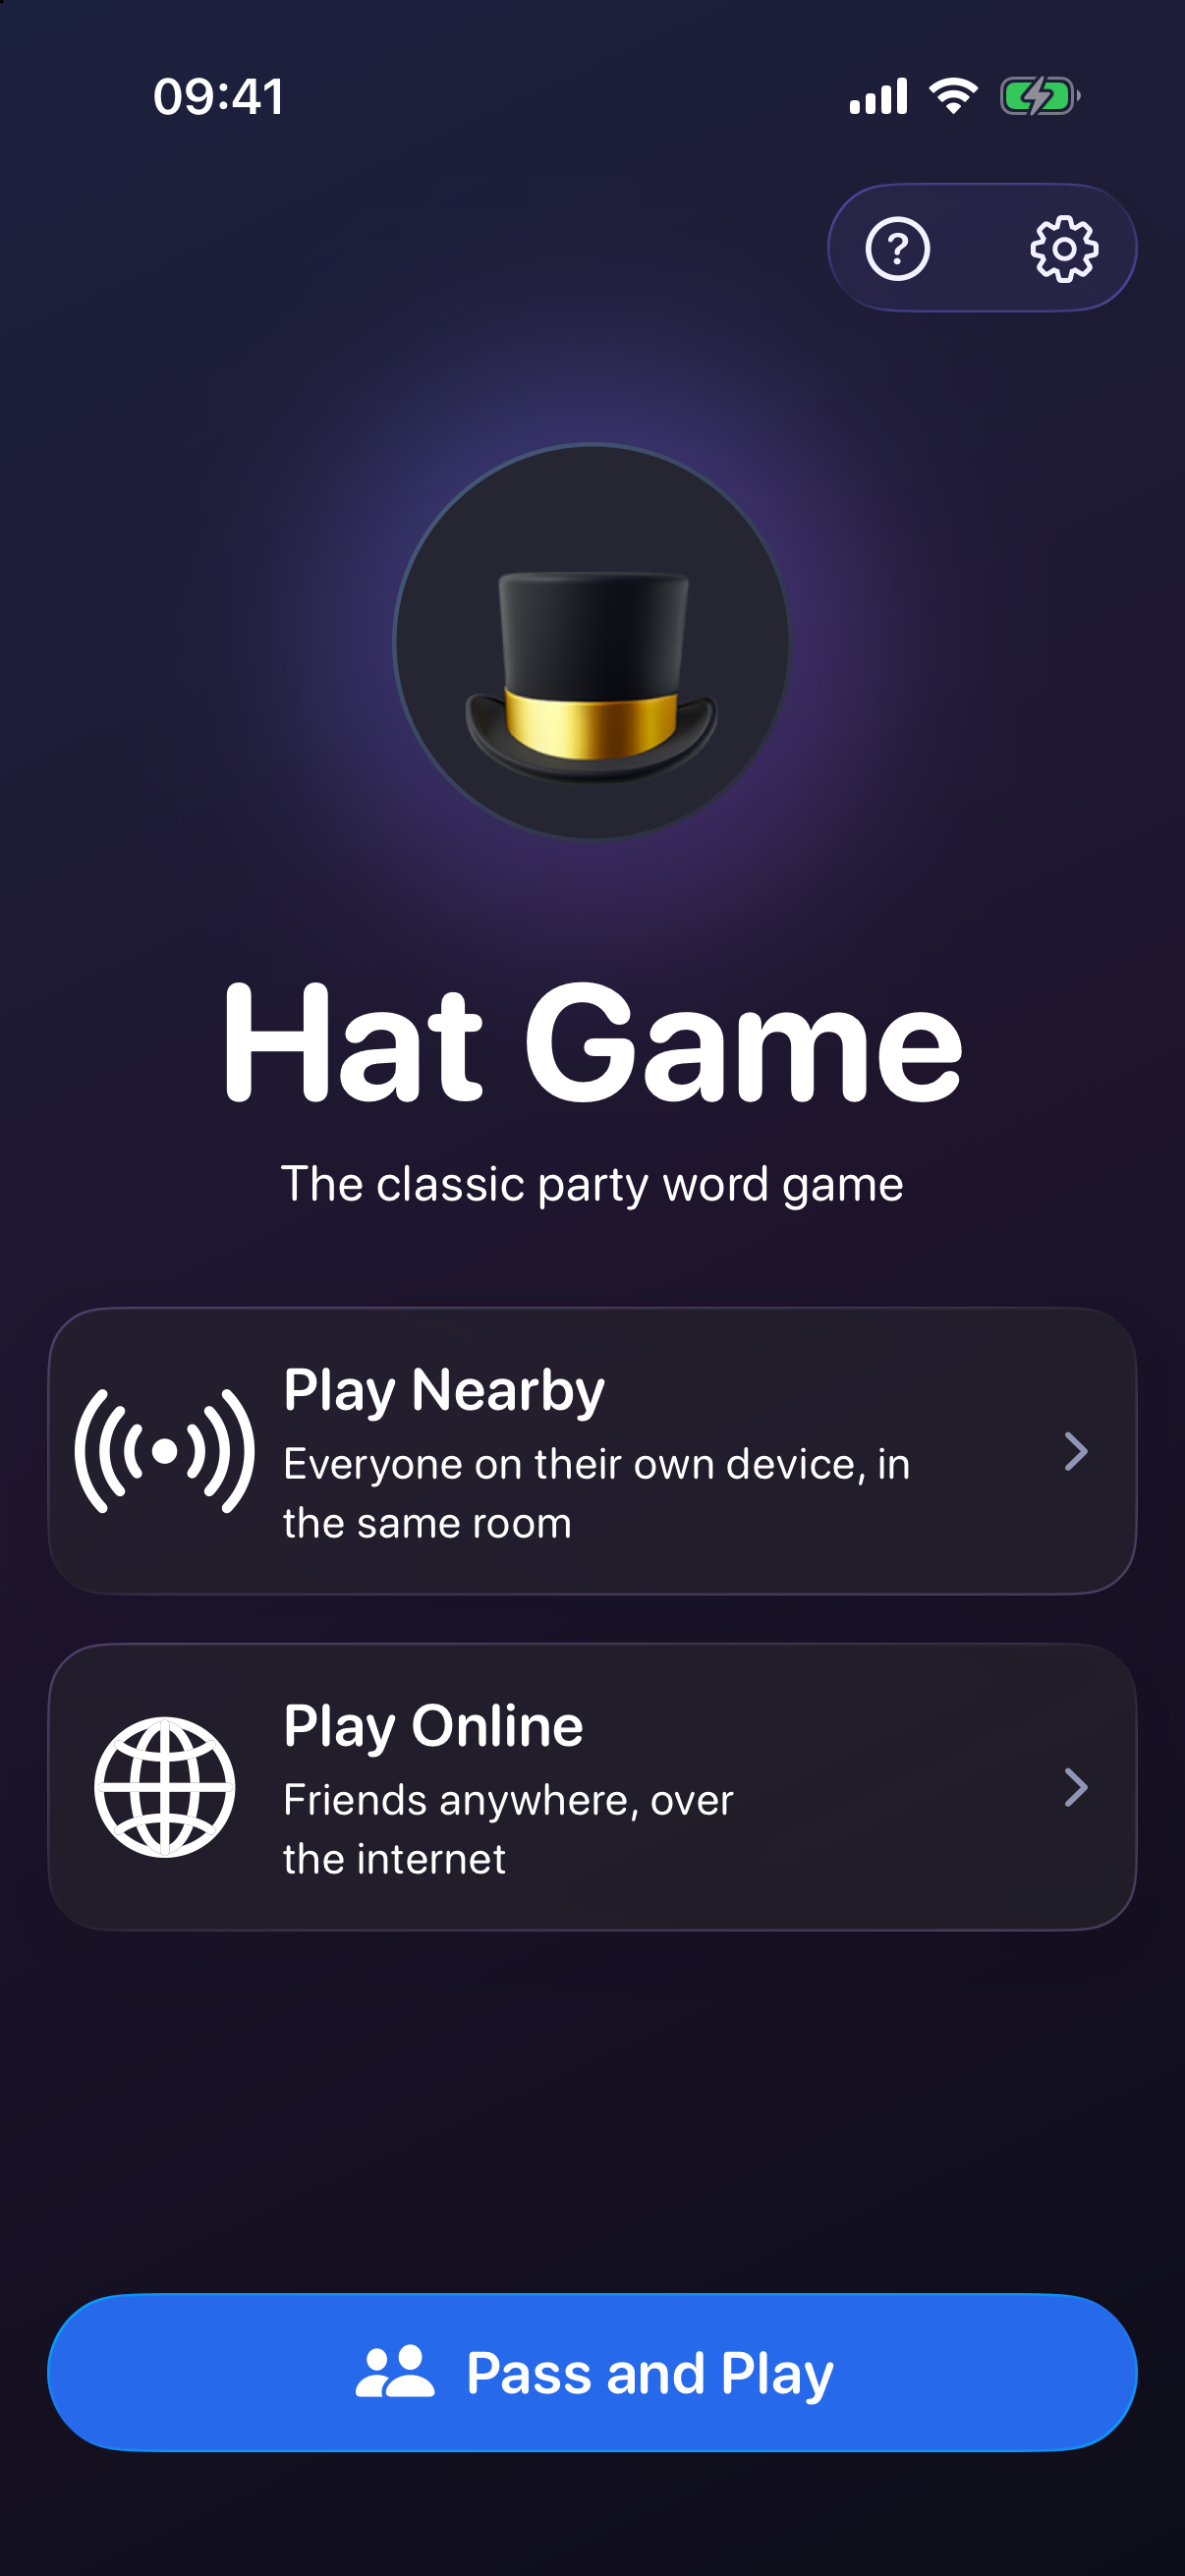 09:41
?
Hat Game
The classic party word game
Play Nearby
Everyone on their own device, in
the same room
Play Online
Friends anywhere, over
the internet
Pass and Play